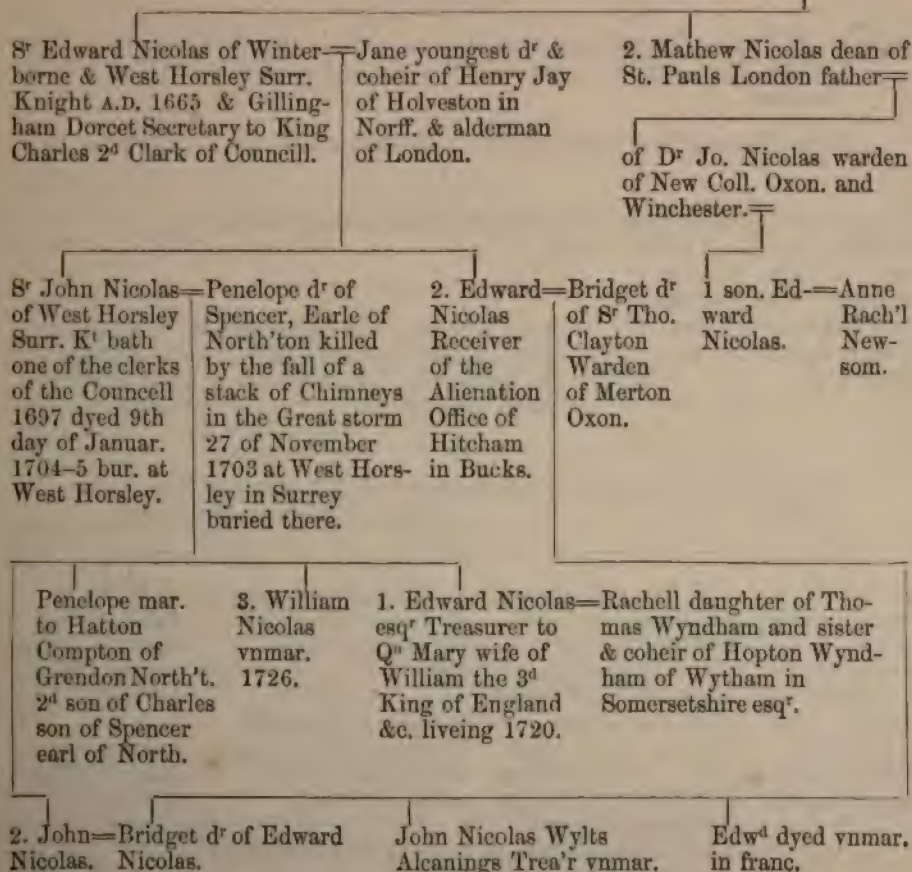 Sʳ Edward Nicolas of Winter-
borne & West Horsley Surr.
Knight A.D. 1665 & Gilling-
ham Dorcet Secretary to King
Charles 2ᵈ Clark of Councill.
Jane youngest dʳ &
coheir of Henry Jay
of Holveston in
Norff. & alderman
of London.
2. Mathew Nicolas dean of
St. Pauls London father
of Dʳ Jo. Nicolas warden
of New Coll. Oxon. and
Winchester.
Sʳ John Nicolas
of West Horsley
Surr. Kᵗ bath
one of the clerks
of the Councell
1697 dyed 9th
day of Januar.
1704–5 bur. at
West Horsley.
Penelope dʳ of
Spencer, Earle of
North'ton killed
by the fall of a
stack of Chimneys
in the Great storm
27 of November
1703 at West Hors-
ley in Surrey
buried there.
2. Edward
Nicolas
Receiver
of the
Alienation
Office of
Hitcham
in Bucks.
Bridget dʳ
of Sʳ Tho.
Clayton
Warden
of Merton
Oxon.
1 son. Ed-
ward
Nicolas.
Anne
Rach'l
New-
som.
Penelope mar.
to Hatton
Compton of
Grendon North't.
2ᵈ son of Charles
son of Spencer
earl of North.
3. William
Nicolas
vnmar.
1726.
1. Edward Nicolas
esqʳ Treasurer to
Qⁿ Mary wife of
William the 3ᵈ
King of England
&c. liveing 1720.
Rachell daughter of Tho-
mas Wyndham and sister
& coheir of Hopton Wynd-
ham of Wytham in
Somersetshire esqʳ.
2. John
Nicolas.
Bridget dʳ of Edward
Nicolas.
John Nicolas Wylts
Alcanings Trea'r vnmar.
Edwᵈ dyed vnmar.
in franc.